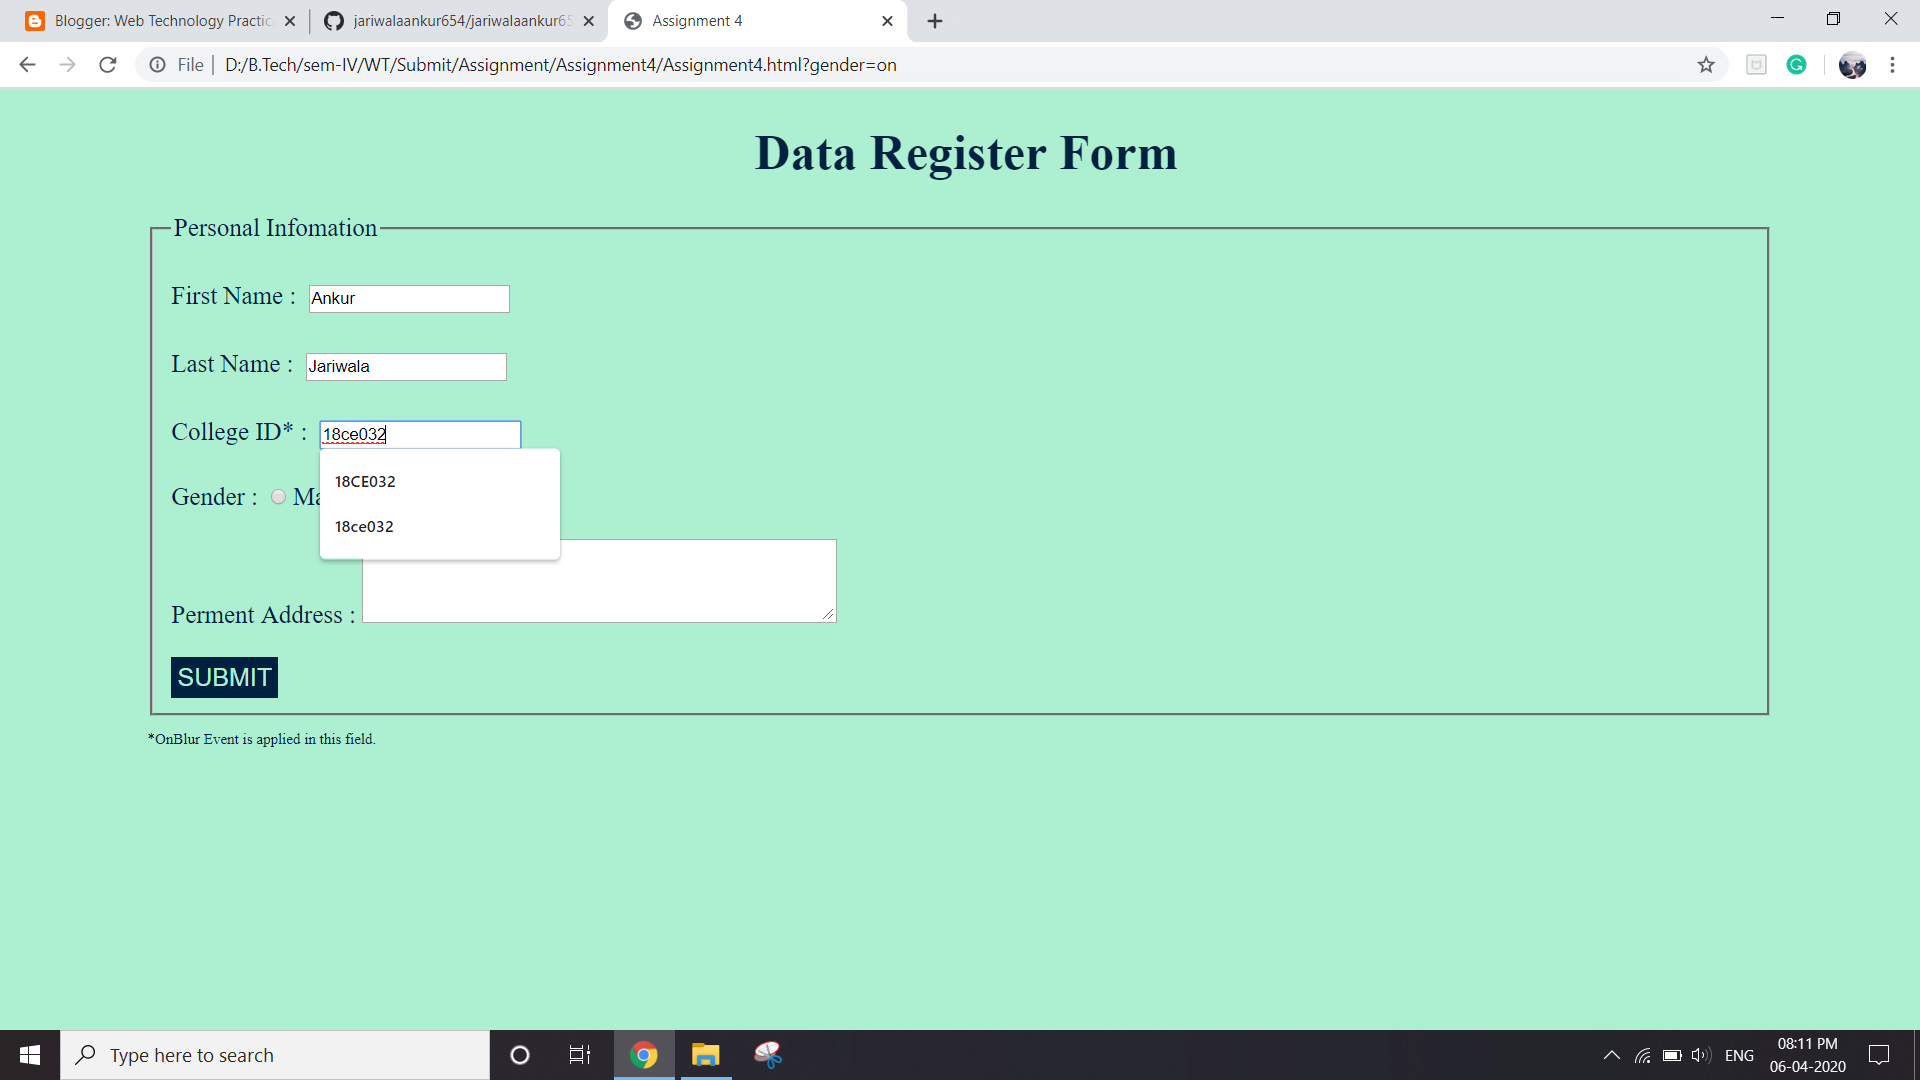 Blogger: Web Technology Practic
jariwalaankur654/jariwalaankur65
Assignment 4
File
D:/B.Tech/sem-IV/WT/Submit/Assignment/Assignment4/Assignment4.html?gender=on
Data Register Form
Personal Infomation
First Name : Ankur
Last Name : Jariwala
College ID* : 18ce032
18CE032
Gender : Ma
18ce032
Perment Address :
SUBMIT
*OnBlur Event is applied in this field.
Type here to search
ENG
08:11 PM
06-04-2020